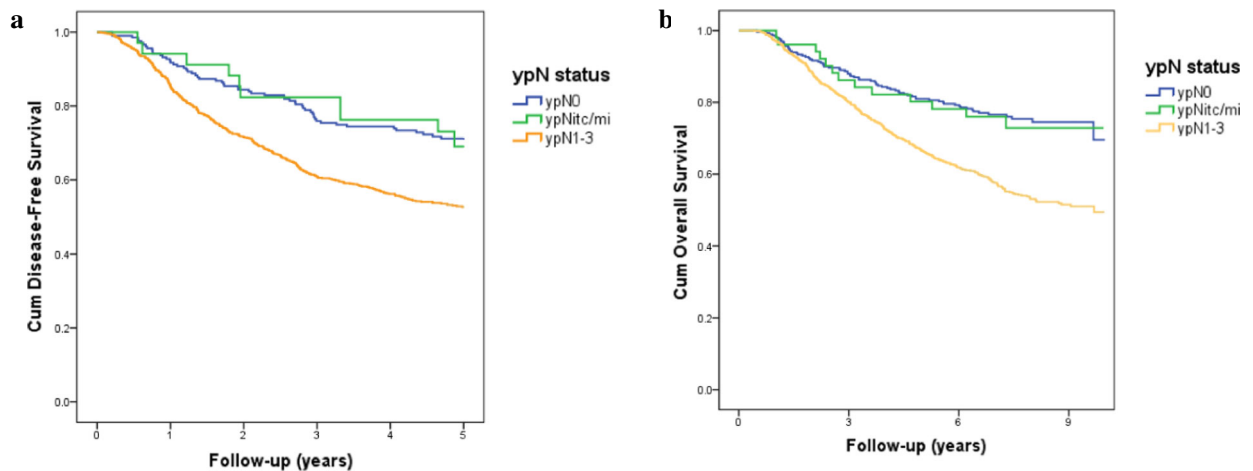 a
Cum Disease-Free Survival
1.0
0.8
0.6
0.4
0.2
0.0
0 1 2 3 4 5
Follow-up (years)
ypN status
ypN0
ypNitc/mi
ypN1-3
b
Cum Overall Survival
1.0
0.8
0.6
0.4
0.2
0.0
0 3 6 9
Follow-up (years)
ypN status
ypN0
ypNitc/mi
ypN1-3